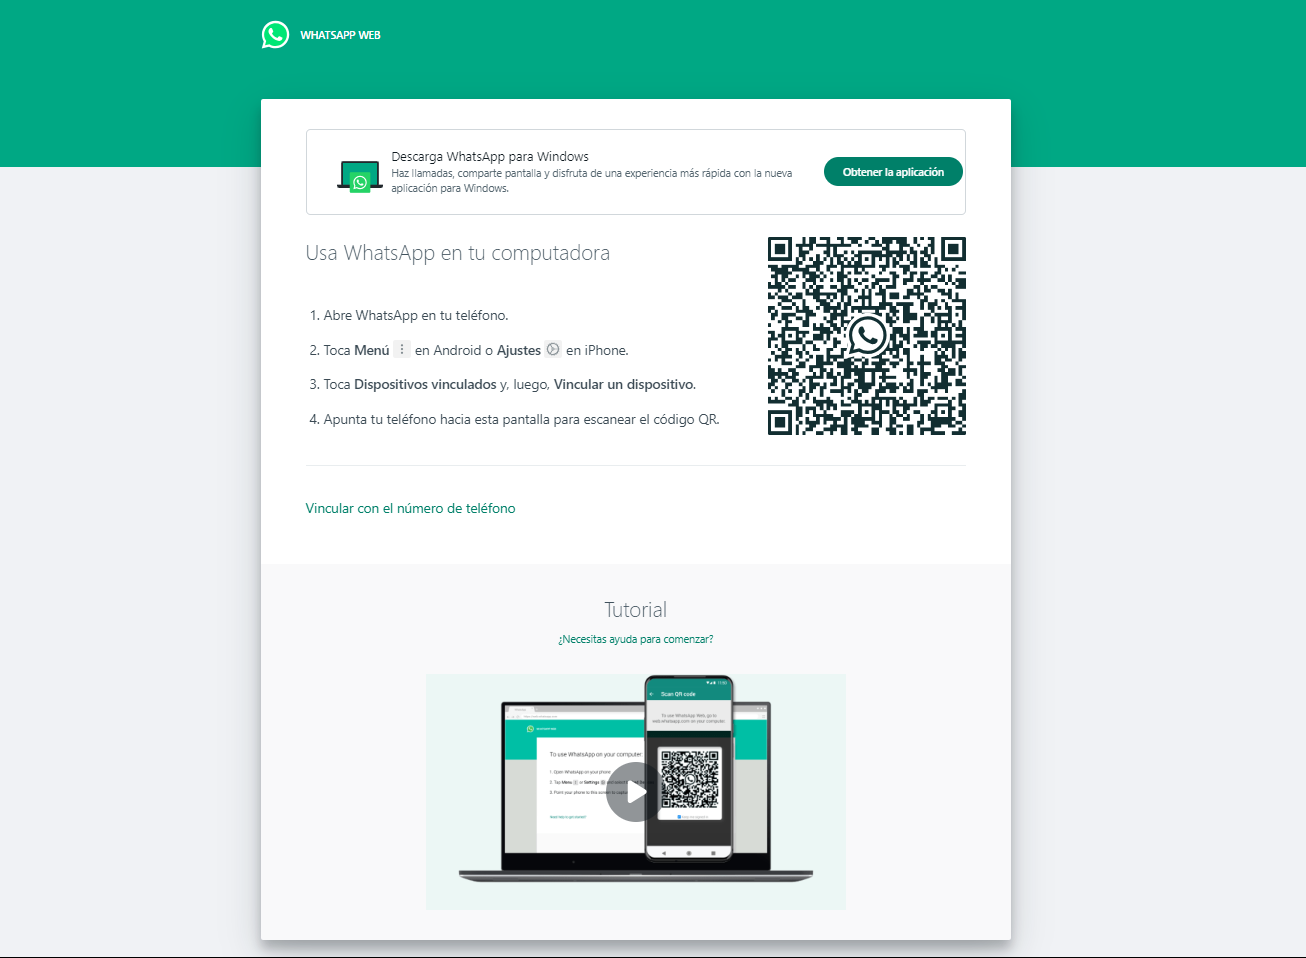 WHATSAPP WEB
Descarga WhatsApp para Windows
Haz llamadas, comparte pantalla y disfruta de una experiencia más rápida con la nueva
aplicación para Windows.
Obtener la aplicación
Usa WhatsApp en tu computadora
1. Abre WhatsApp en tu teléfono.
2. Toca Menú en Android o Ajustes en iPhone.
3. Toca Dispositivos vinculados y, luego, Vincular un dispositivo.
4. Apunta tu teléfono hacia esta pantalla para escanear el código QR.
Vincular con el número de teléfono
Tutorial
¿Necesitas ayuda para comenzar?
Scan QR code
To use WhatsApp Web, go to
web.whatsapp.com on your computer
To use WhatsApp on your computer:
1. Open WhatsApp on your phone
2. Tap Menu or Settings and select
3. Point your phone to this screen to capture
Need help to get started?